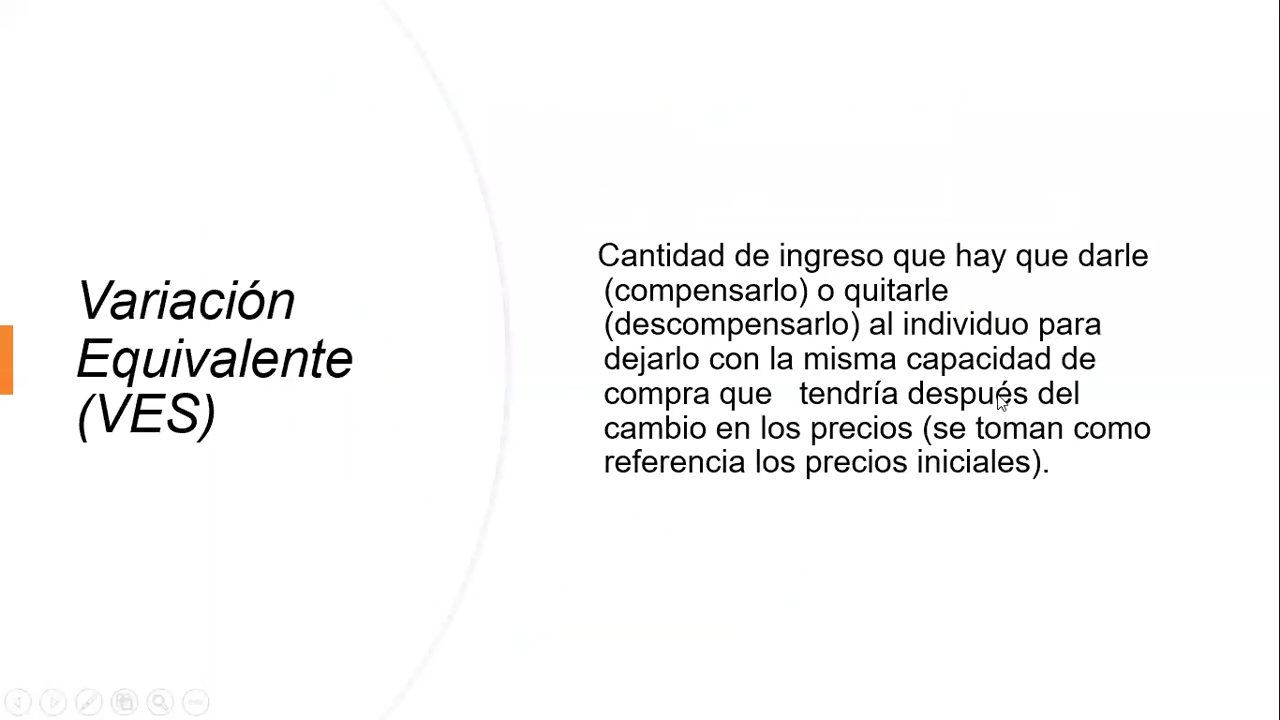 Variación
Equivalente
(VES)
Cantidad de ingreso que hay que darle
(compensarlo) o quitarle
(descompensarlo) al individuo para
dejarlo con la misma capacidad de
compra que   tendría después del
cambio en los precios (se toman como
referencia los precios iniciales).